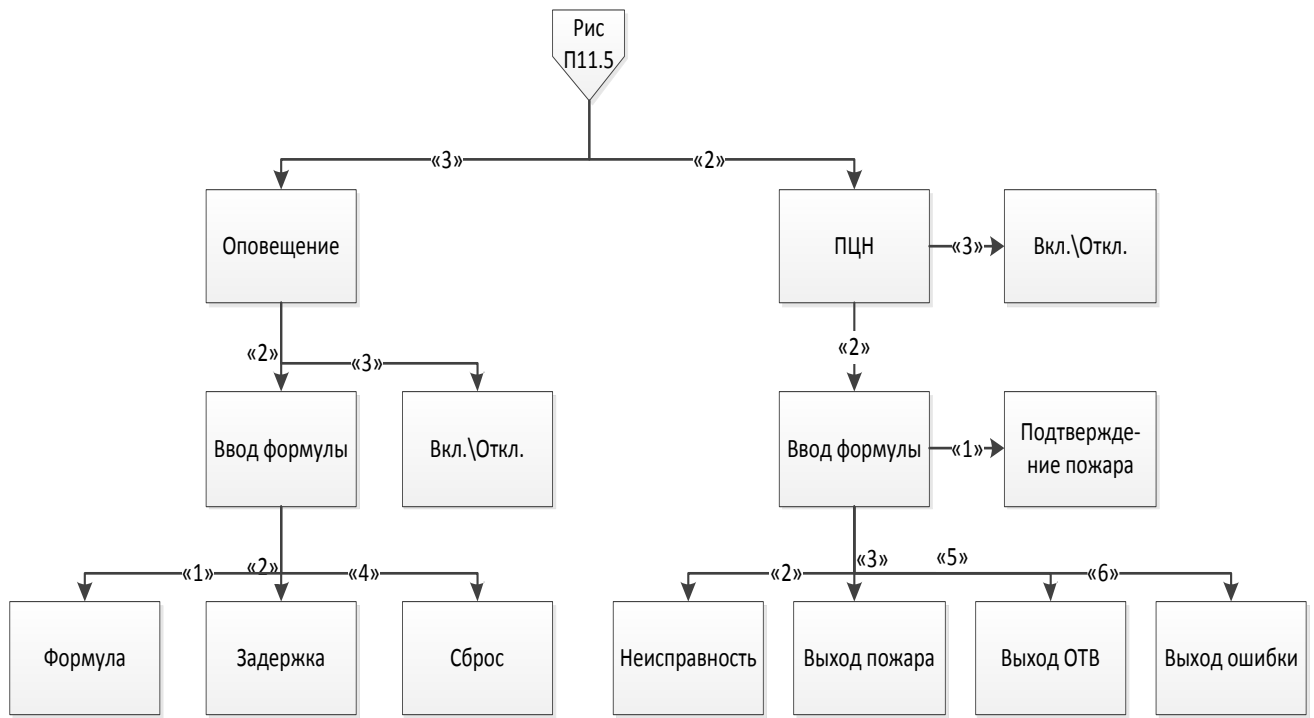 Рис
П11.5
«3»
«2»
Оповещение
ПЦН
«3»
Вкл.\Откл.
«2»
«3»
«2»
Ввод формулы
Вкл.\Откл.
Ввод формулы
«1»
Подтвержде-
ние пожара
«1»
«2»
«4»
«2»
«3»
«5»
«6»
Формула
Задержка
Сброс
Неисправность
Выход пожара
Выход ОТВ
Выход ошибки